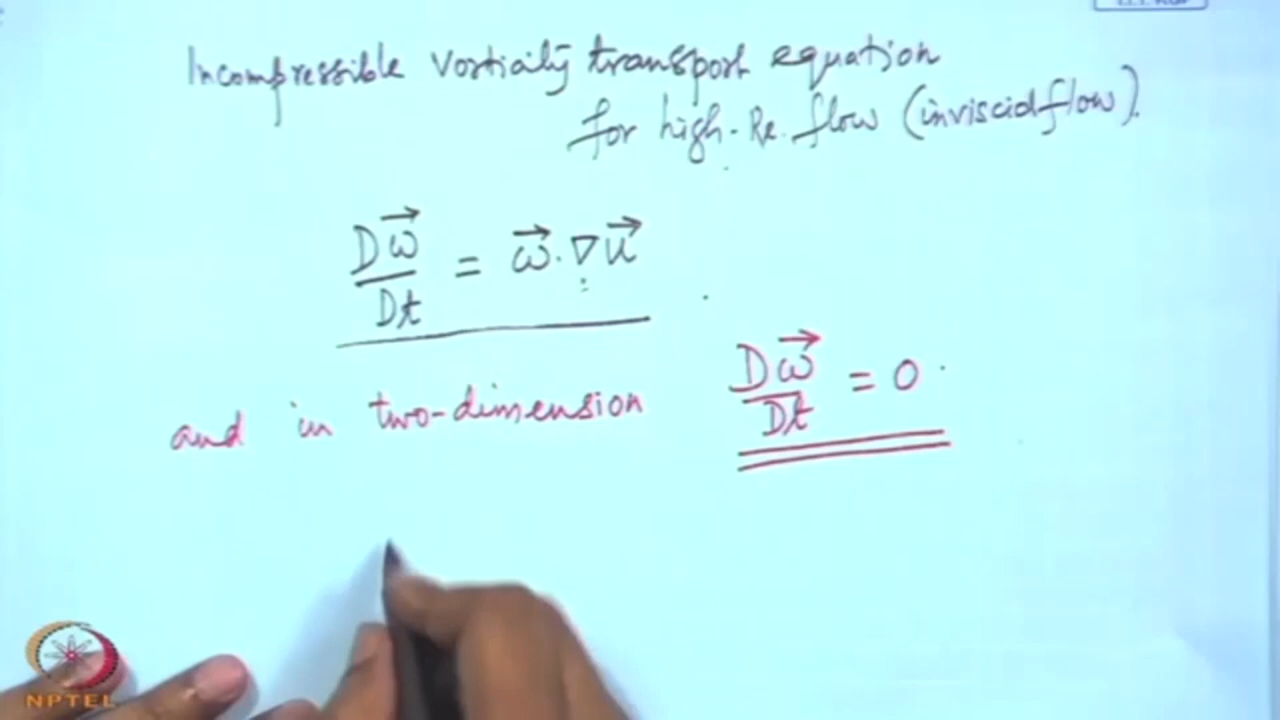 Incompressible vorticity transport equation
for high-Re. flow (inviscid flow).
Dω⃗/Dt = ω⃗.∇u⃗
and in two-dimension Dω⃗/Dt = 0.
NPTEL